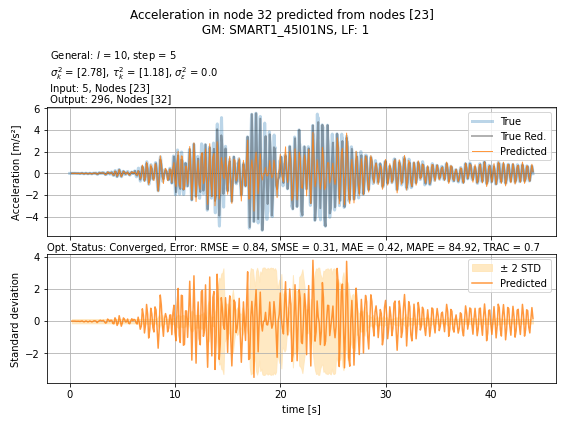 Acceleration in node 32 predicted from nodes [23]
GM: SMART1_45I01NS, LF: 1
General: l = 10, step = 5
σ²ₖ = [2.78], τ²ₖ = [1.18], σ²ε = 0.0
Input: 5, Nodes [23]
Output: 296, Nodes [32]
Acceleration [m/s²]
6
4
2
0
−2
−4
True
True Red.
Predicted
Opt. Status: Converged, Error: RMSE = 0.84, SMSE = 0.31, MAE = 0.42, MAPE = 84.92, TRAC = 0.7
Standard deviation
4
2
0
−2
± 2 STD
Predicted
0 10 20 30 40
time [s]